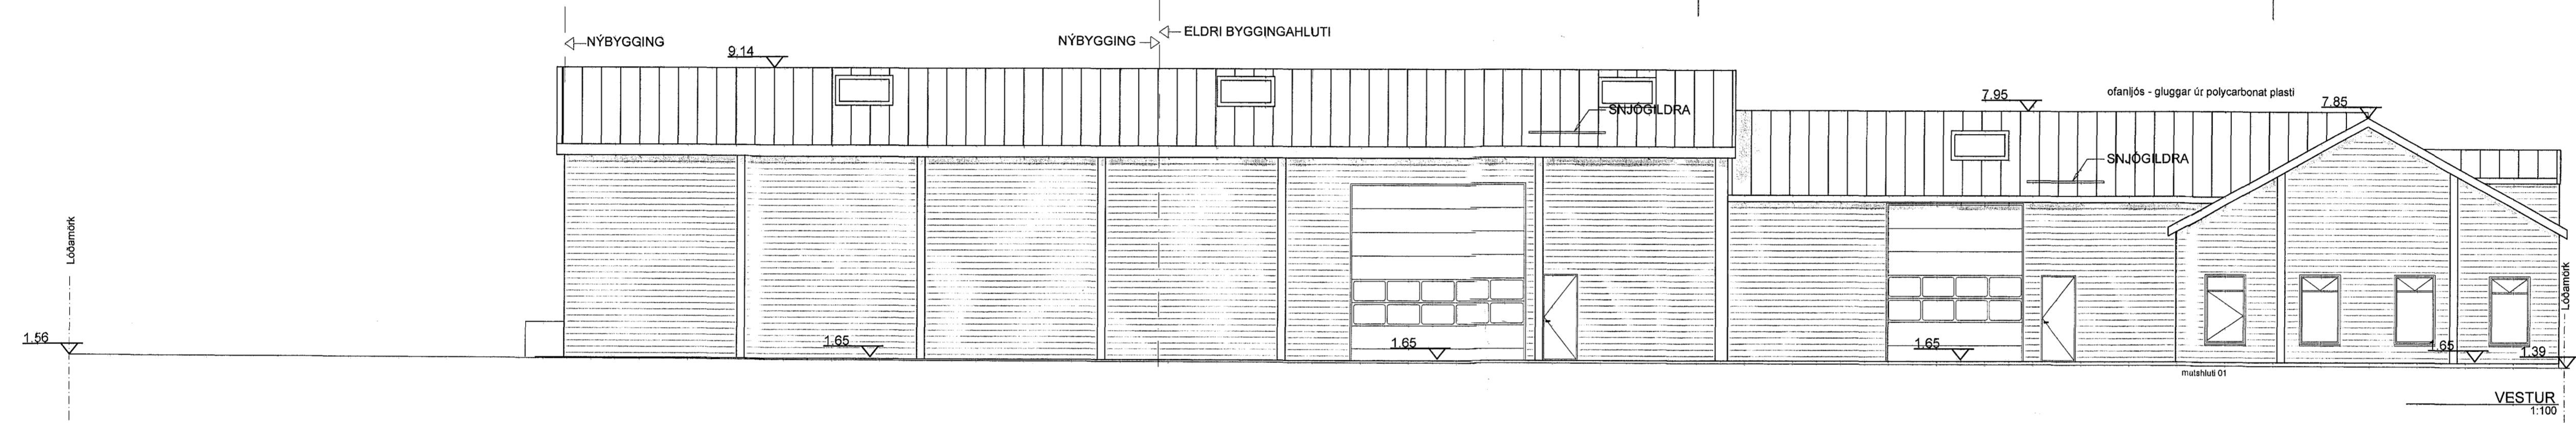 ELDRI BYGGINGAHLUTI
NÝBYGGING
NÝBYGGING
9.14
ofanljós - gluggar úr polycarbonat plasti
7.95
7.85
SNJÓGILDRA
SNJÓGILDRA
Lóðamörk
Lóðamörk
1.56
1.65
1.65
1.65
1.65
1.39
matshluti 01
VESTUR
1:100